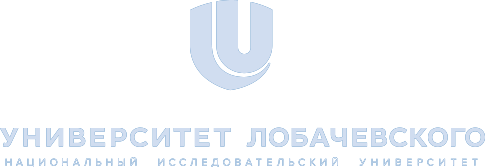 УНИВЕРСИТЕТ ЛОБАЧЕВСКОГО
НАЦИОНАЛЬНЫЙ ИССЛЕДОВАТЕЛЬСКИЙ УНИВЕРСИТЕТ